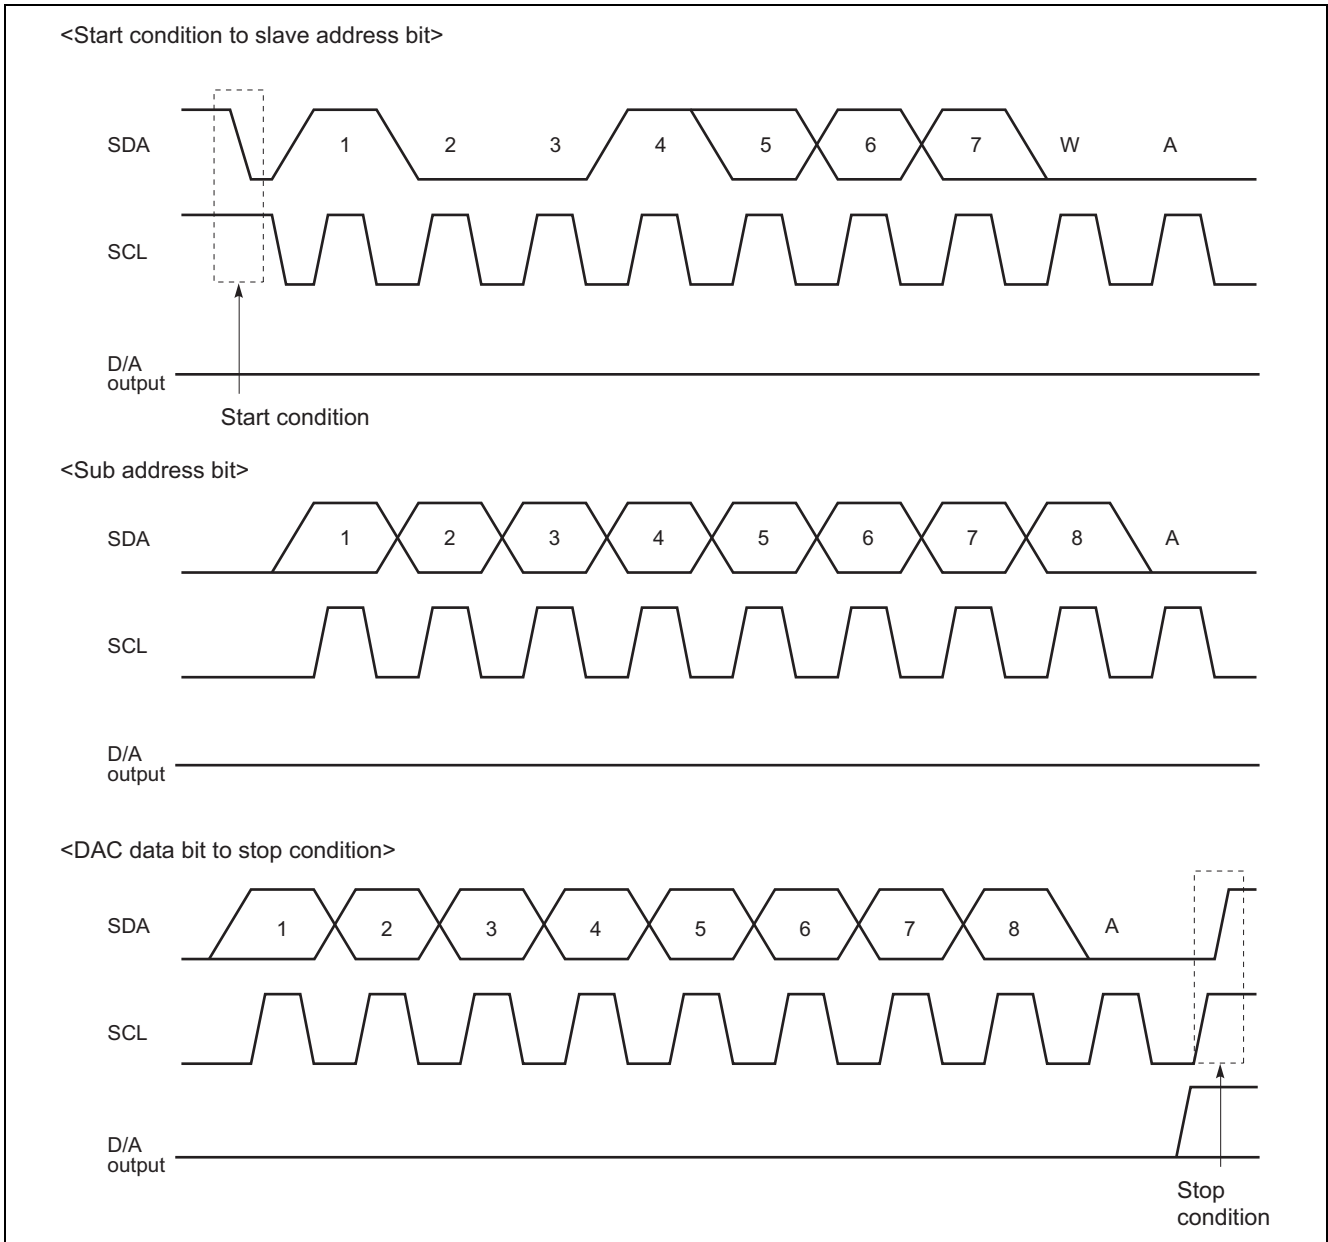 <Start condition to slave address bit>
SDA 1 2 3 4 5 6 7 W A
SCL
D/A
output
Start condition
<Sub address bit>
SDA 1 2 3 4 5 6 7 8 A
SCL
D/A
output
<DAC data bit to stop condition>
SDA 1 2 3 4 5 6 7 8 A
SCL
D/A
output
Stop
condition